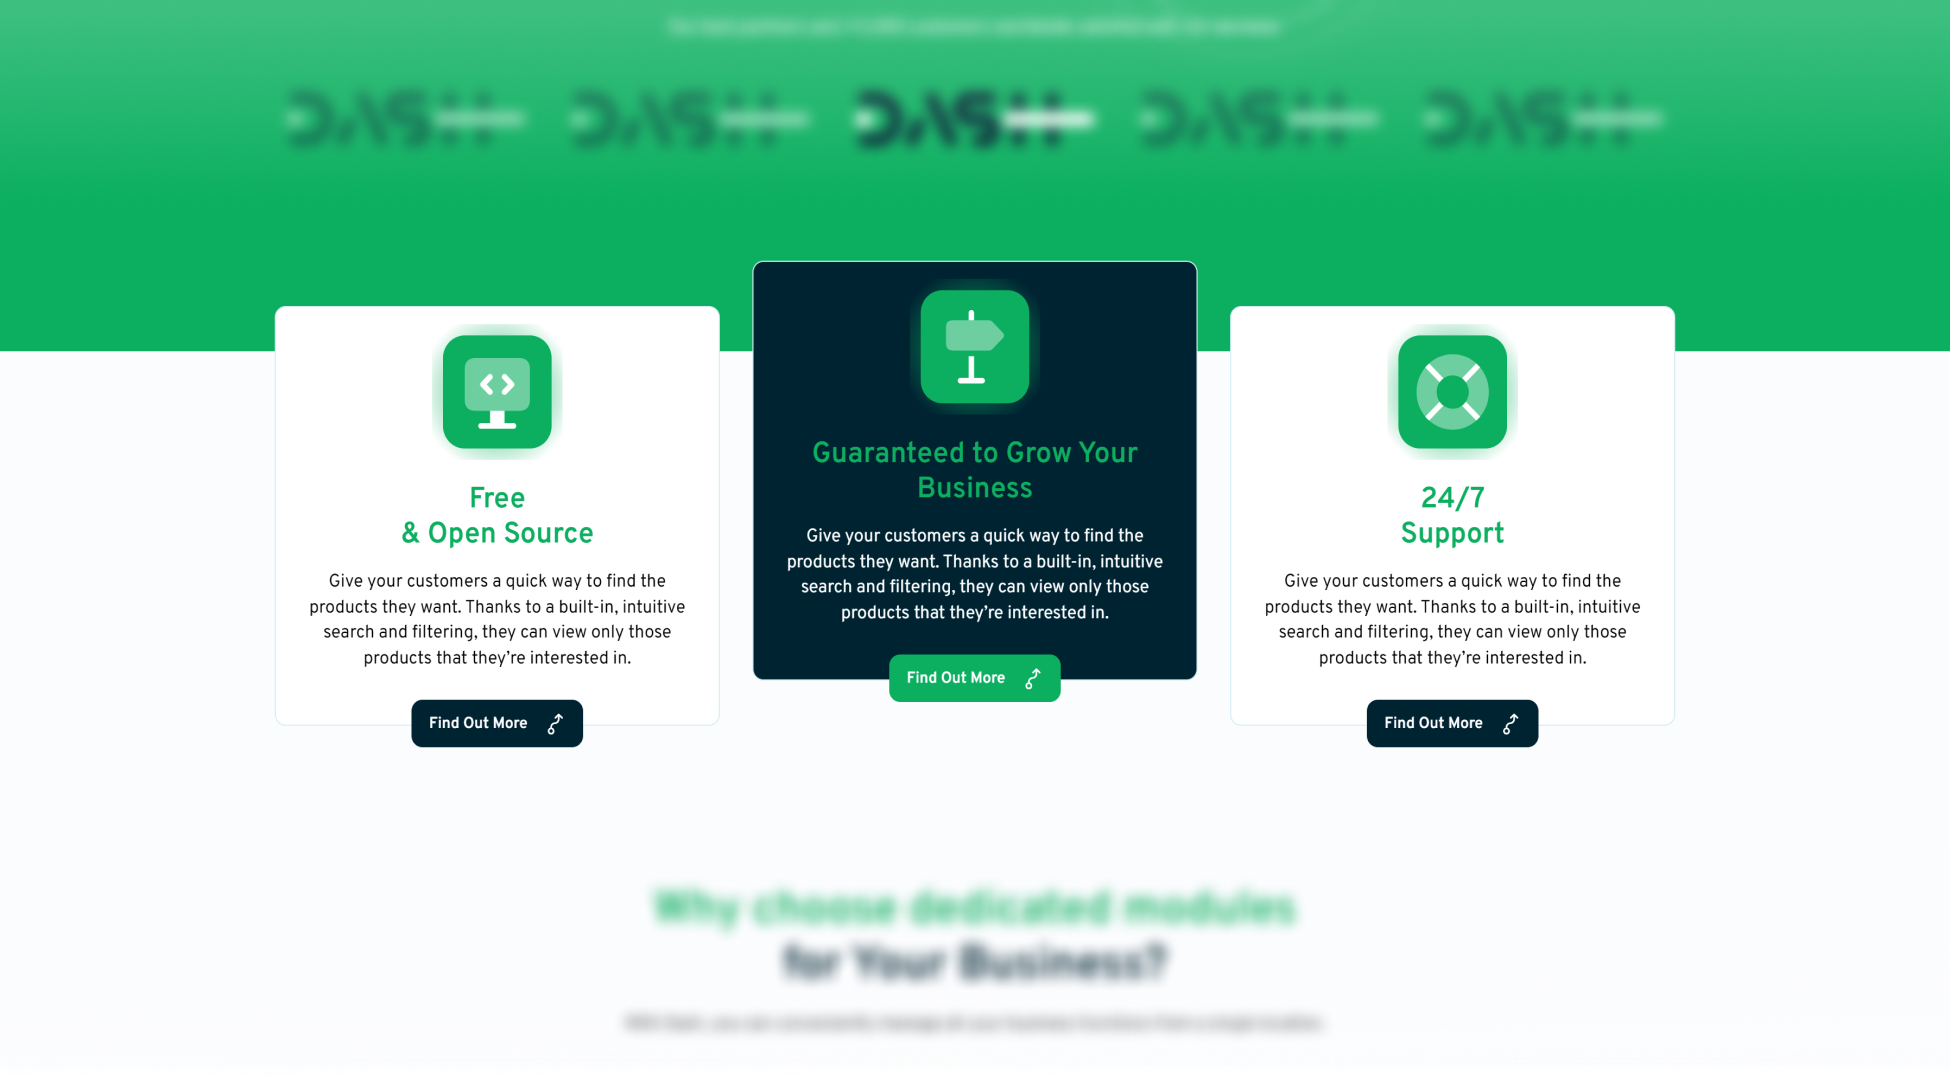 DASH DASH DASH DASH DASH
Free
& Open Source
Give your customers a quick way to find the
products they want. Thanks to a built-in, intuitive
search and filtering, they can view only those
products that they’re interested in.
Find Out More
Guaranteed to Grow Your
Business
Give your customers a quick way to find the
products they want. Thanks to a built-in, intuitive
search and filtering, they can view only those
products that they’re interested in.
Find Out More
24/7
Support
Give your customers a quick way to find the
products they want. Thanks to a built-in, intuitive
search and filtering, they can view only those
products that they’re interested in.
Find Out More
Why choose dedicated modules
for Your Business?